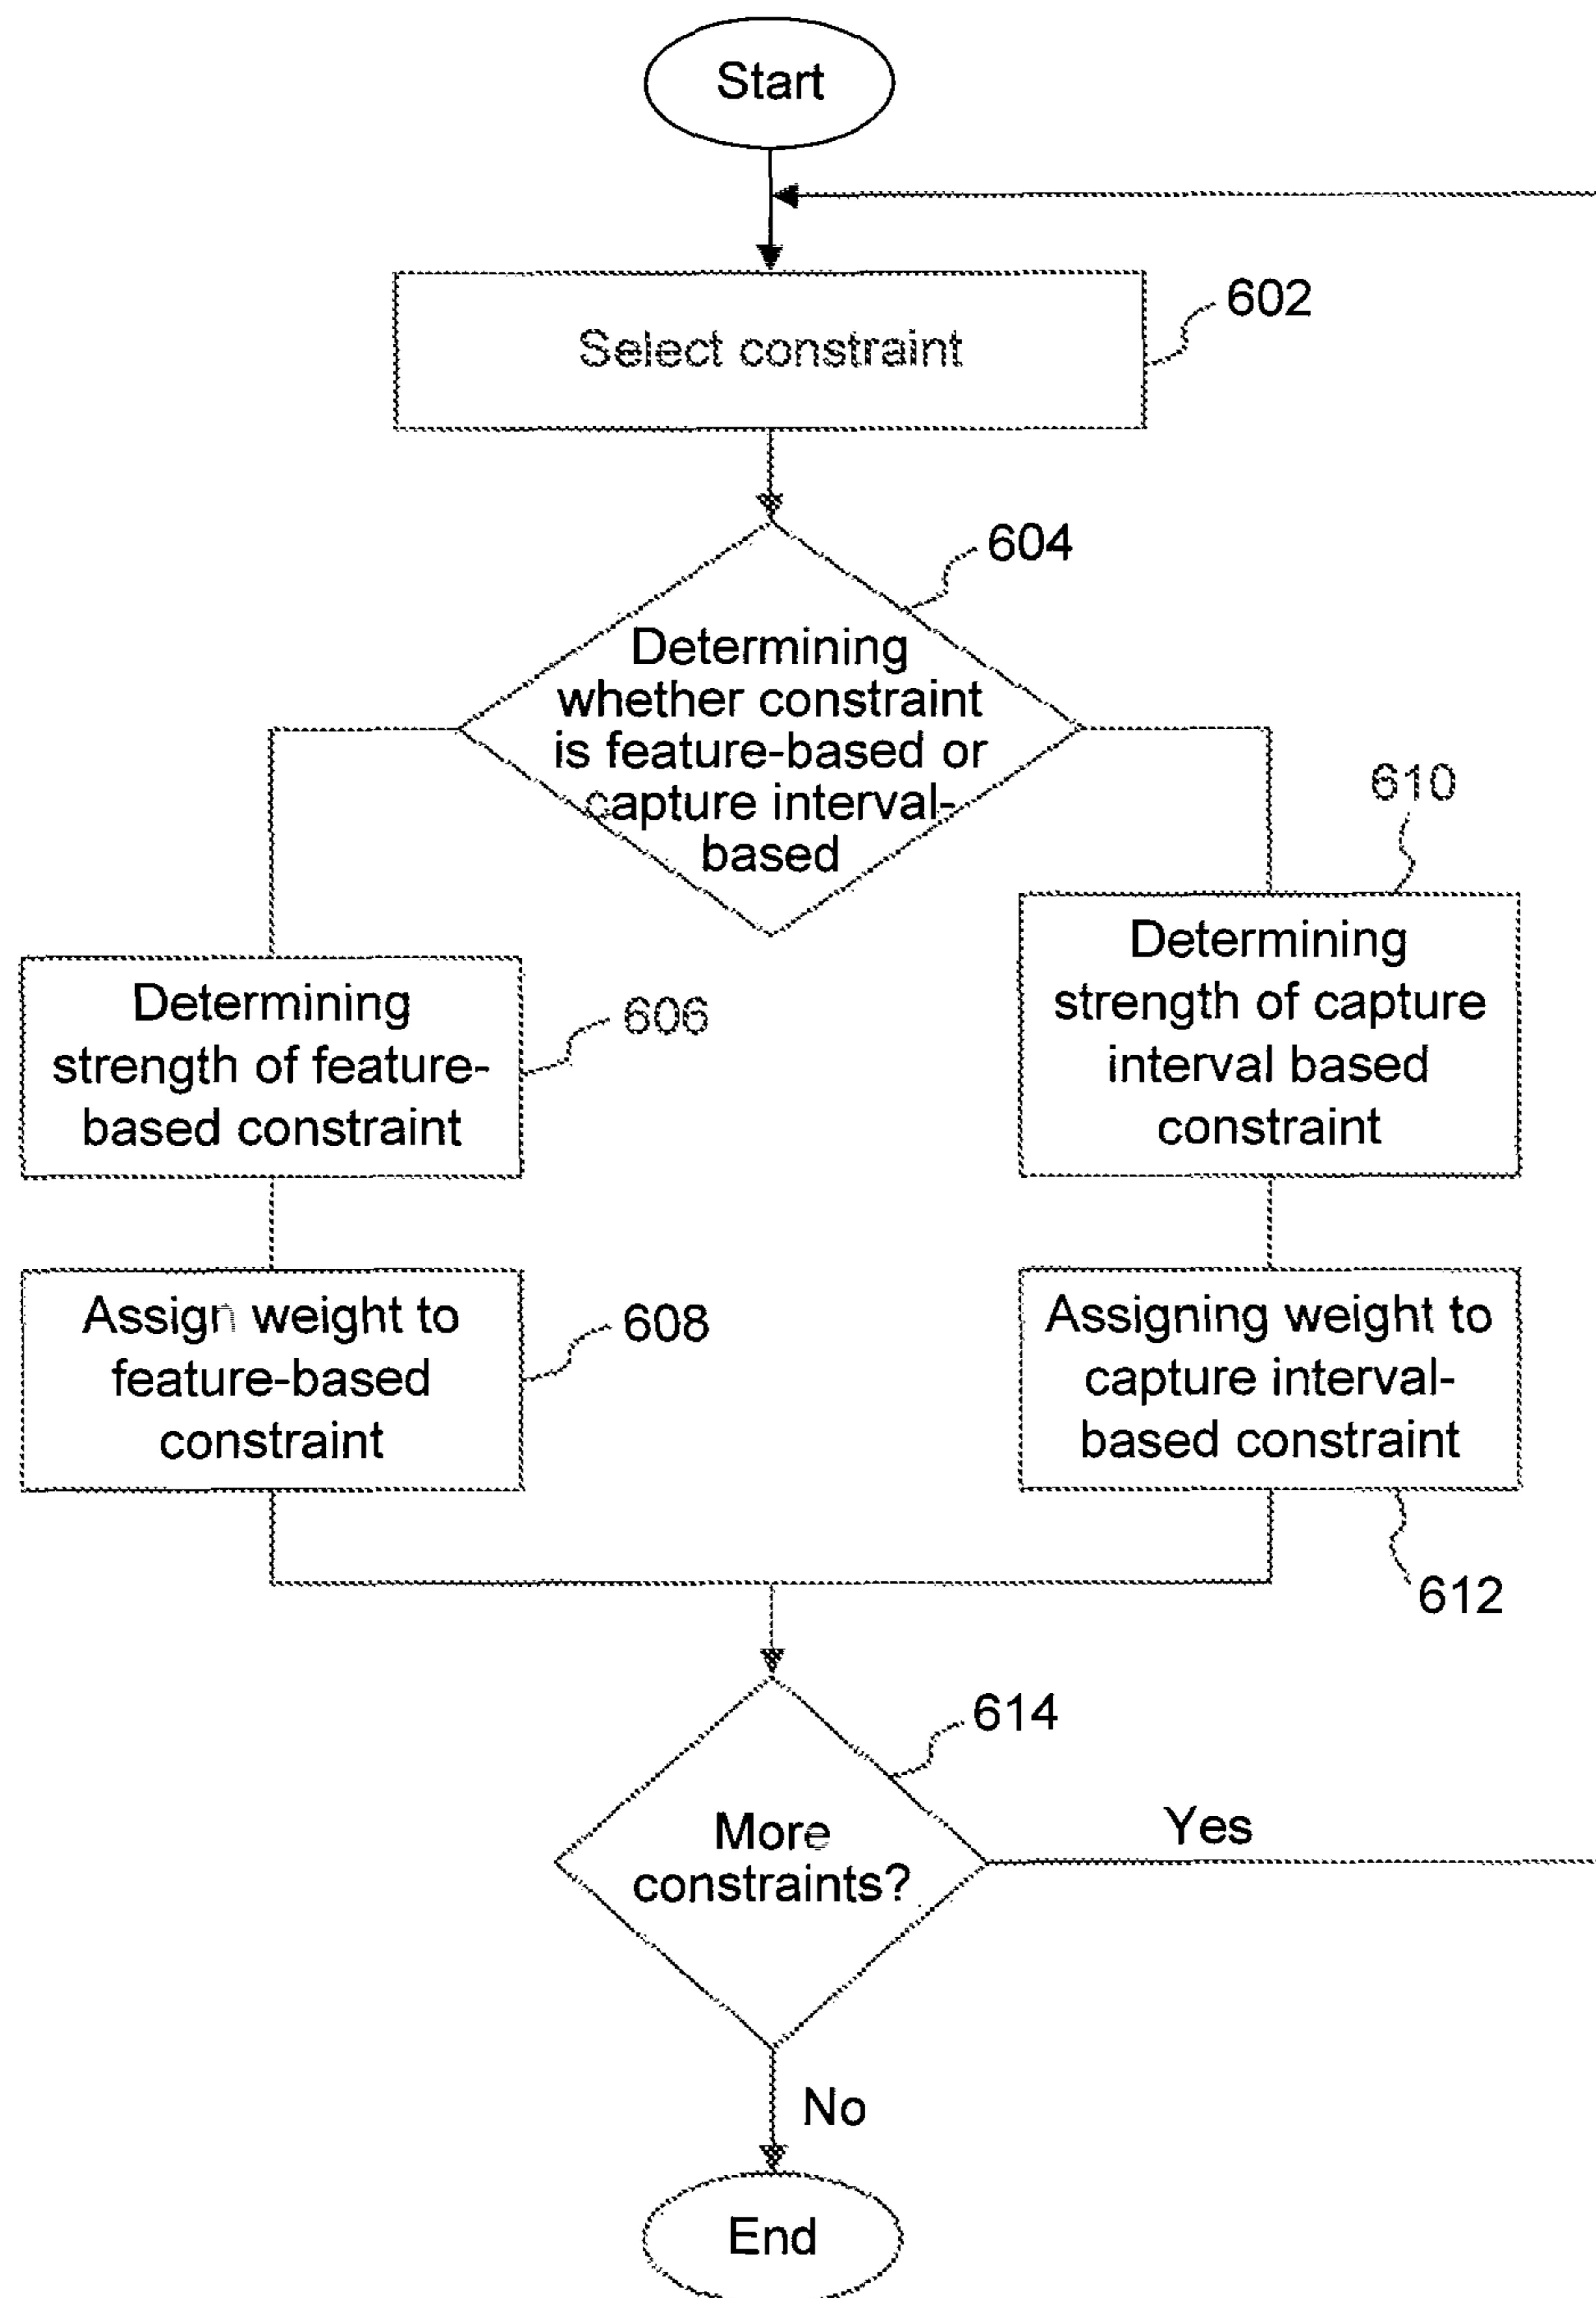 Start
Select constraint
602
604
Determining
whether constraint
is feature-based or
capture interval-
based
610
Determining
strength of capture
interval based
constraint
Determining
strength of feature-
based constraint
606
Assign weight to
feature-based
constraint
608
Assigning weight to
capture interval-
based constraint
612
614
More
constraints?
Yes
No
End